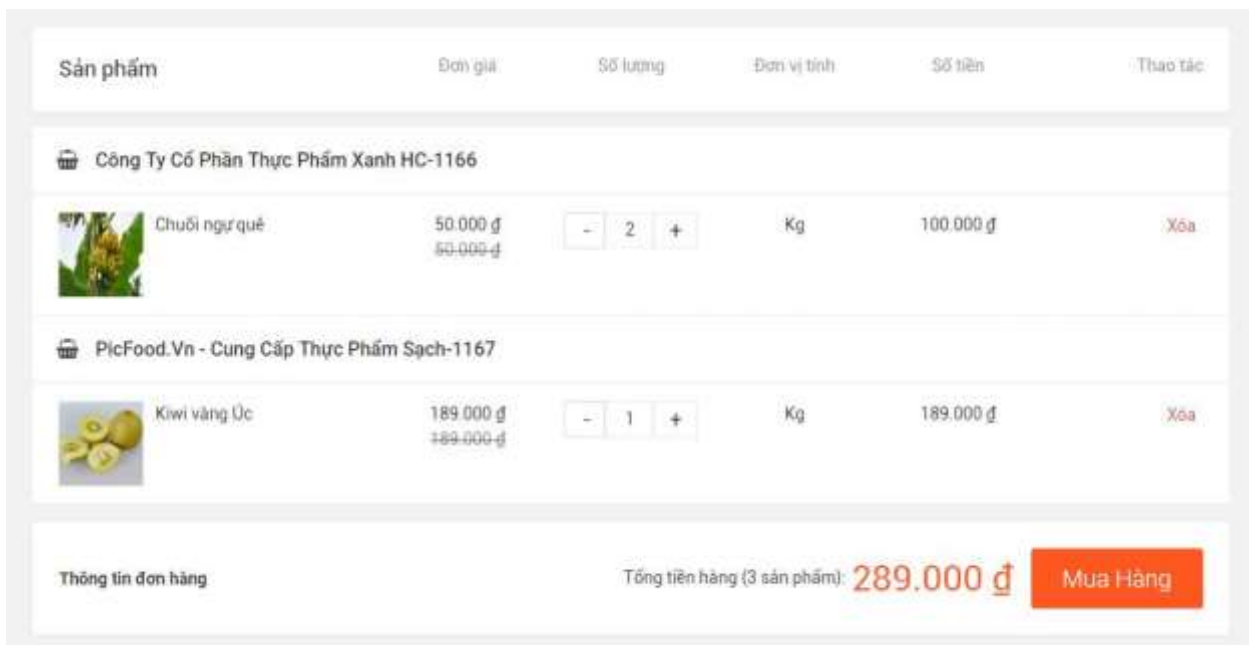 Sản phẩm Đơn giá Số lượng Đơn vị tính Số tiền Thao tác
Công Ty Cổ Phần Thực Phẩm Xanh HC-1166
Chuối ngự quê 50.000 ₫ - 2 + Kg 100.000 ₫ Xóa
50.000 ₫
PicFood.Vn - Cung Cấp Thực Phẩm Sạch-1167
Kiwi vàng Úc 189.000 ₫ - 1 + Kg 189.000 ₫ Xóa
189.000 ₫
Thông tin đơn hàng Tổng tiền hàng (3 sản phẩm): 289.000 ₫ Mua Hàng